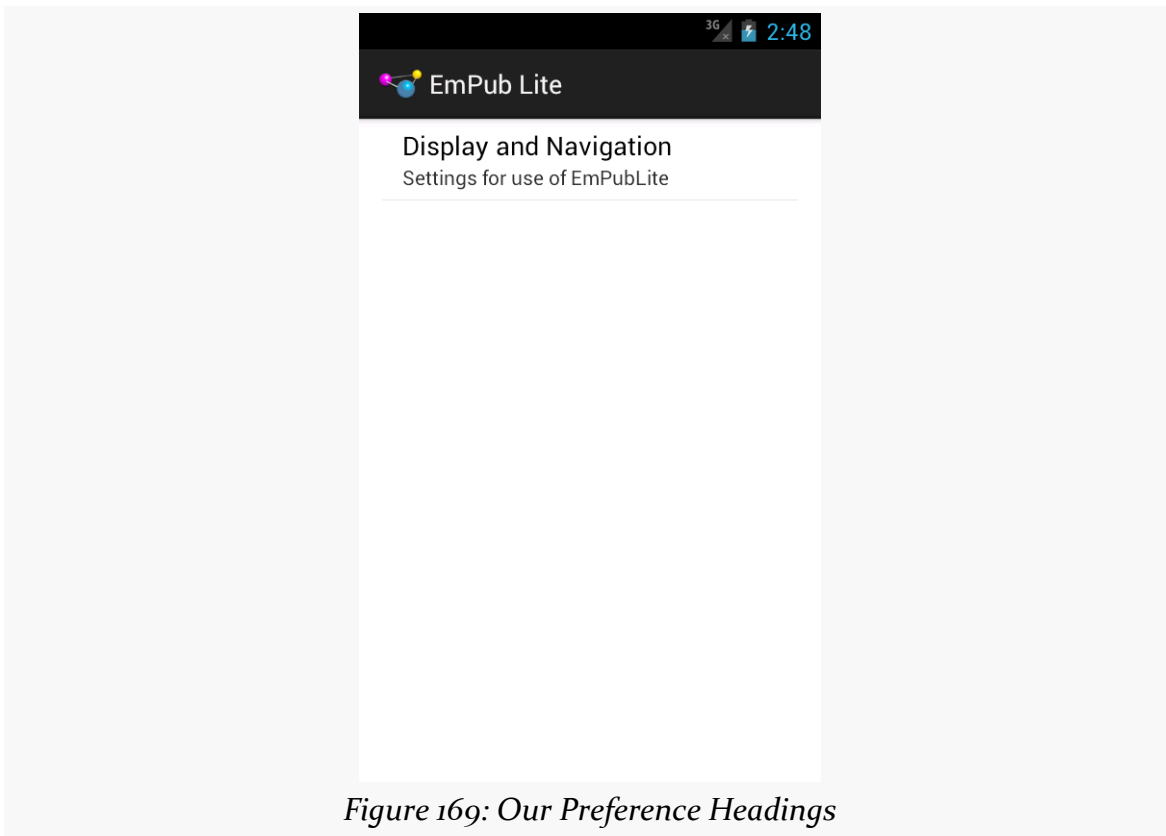 3G 2:48
EmPub Lite
Display and Navigation
Settings for use of EmPubLite
Figure 169: Our Preference Headings